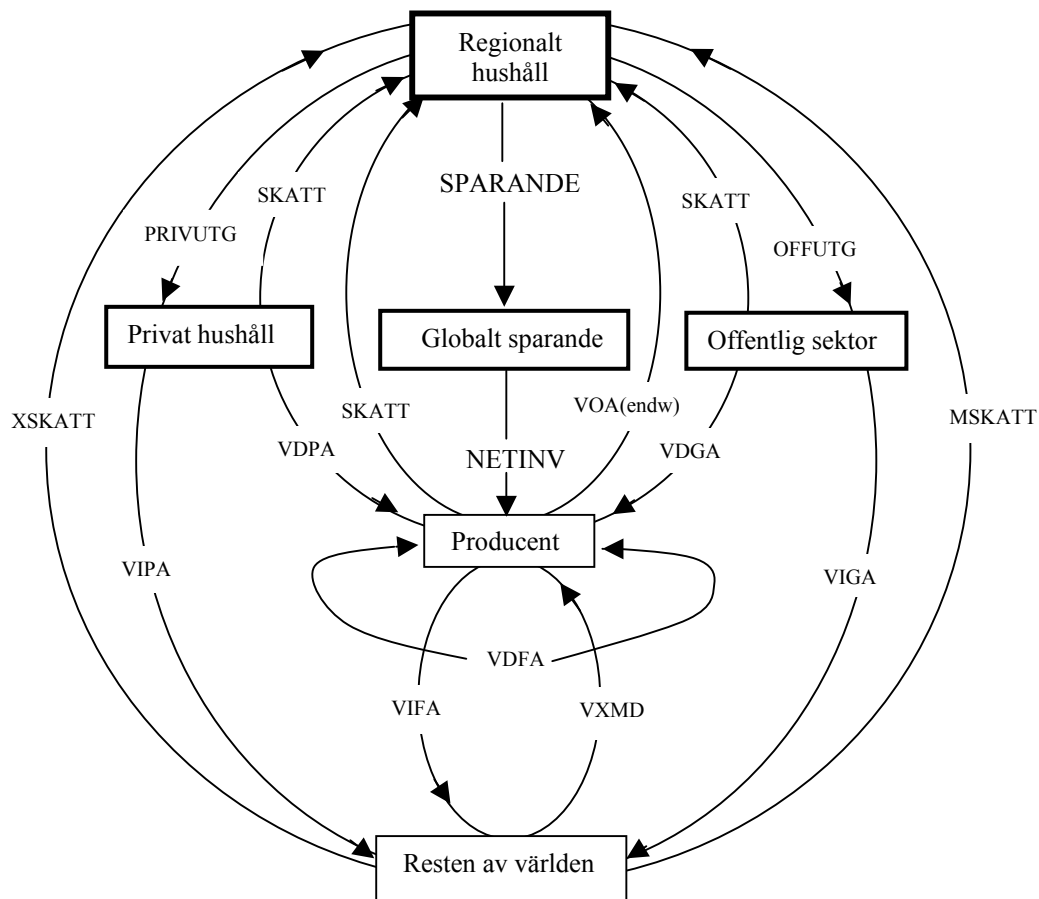 Regionalt
hushåll
SKATT
SPARANDE
SKATT
PRIVUTG
OFFUTG
Privat hushåll
Globalt sparande
Offentlig sektor
XSKATT
SKATT
VOA(endw)
MSKATT
VDPA
NETINV
VDGA
Producent
VIPA
VIGA
VDFA
VIFA
VXMD
Resten av världen